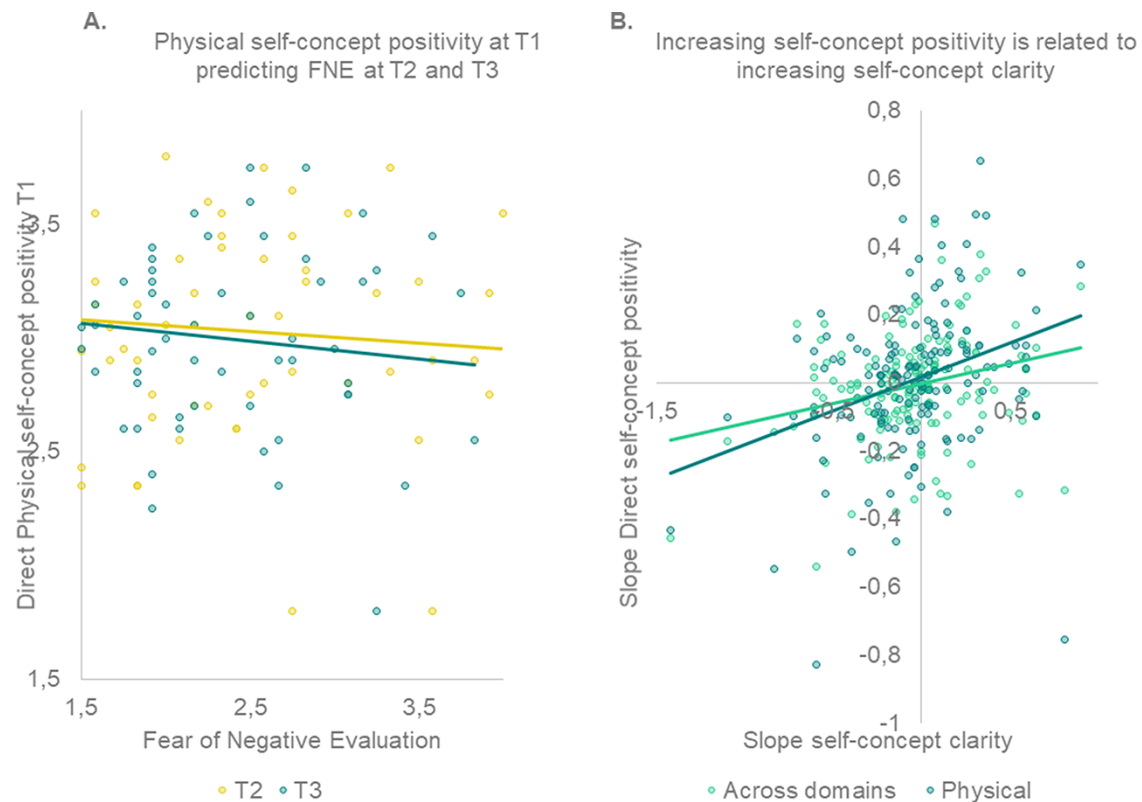 A.
Physical self-concept positivity at T1
predicting FNE at T2 and T3
Direct Physical self-concept positivity T1
3,5
2,5
1,5
1,5 2,5 3,5
Fear of Negative Evaluation
T2 T3
B.
Increasing self-concept positivity is related to
increasing self-concept clarity
Slope Direct self-concept positivity
0,8
0,6
0,4
0,2
0
-1,5 -0,5 0,5
-0,2
-0,4
-0,6
-0,8
-1
Slope self-concept clarity
Across domains Physical